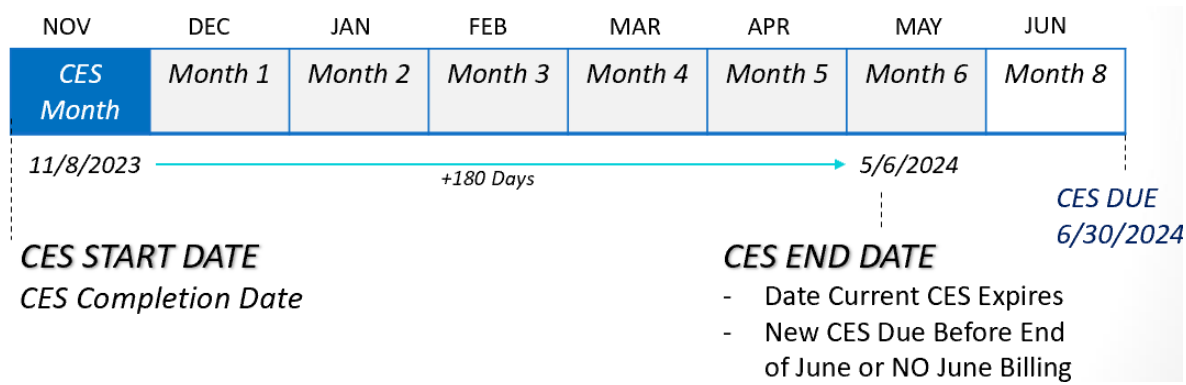 NOV DEC JAN FEB MAR APR MAY JUN
CES Month Month 1 Month 2 Month 3 Month 4 Month 5 Month 6 Month 8
11/8/2023 +180 Days 5/6/2024
CES DUE
6/30/2024
CES START DATE
CES Completion Date
CES END DATE
- Date Current CES Expires
- New CES Due Before End
of June or NO June Billing